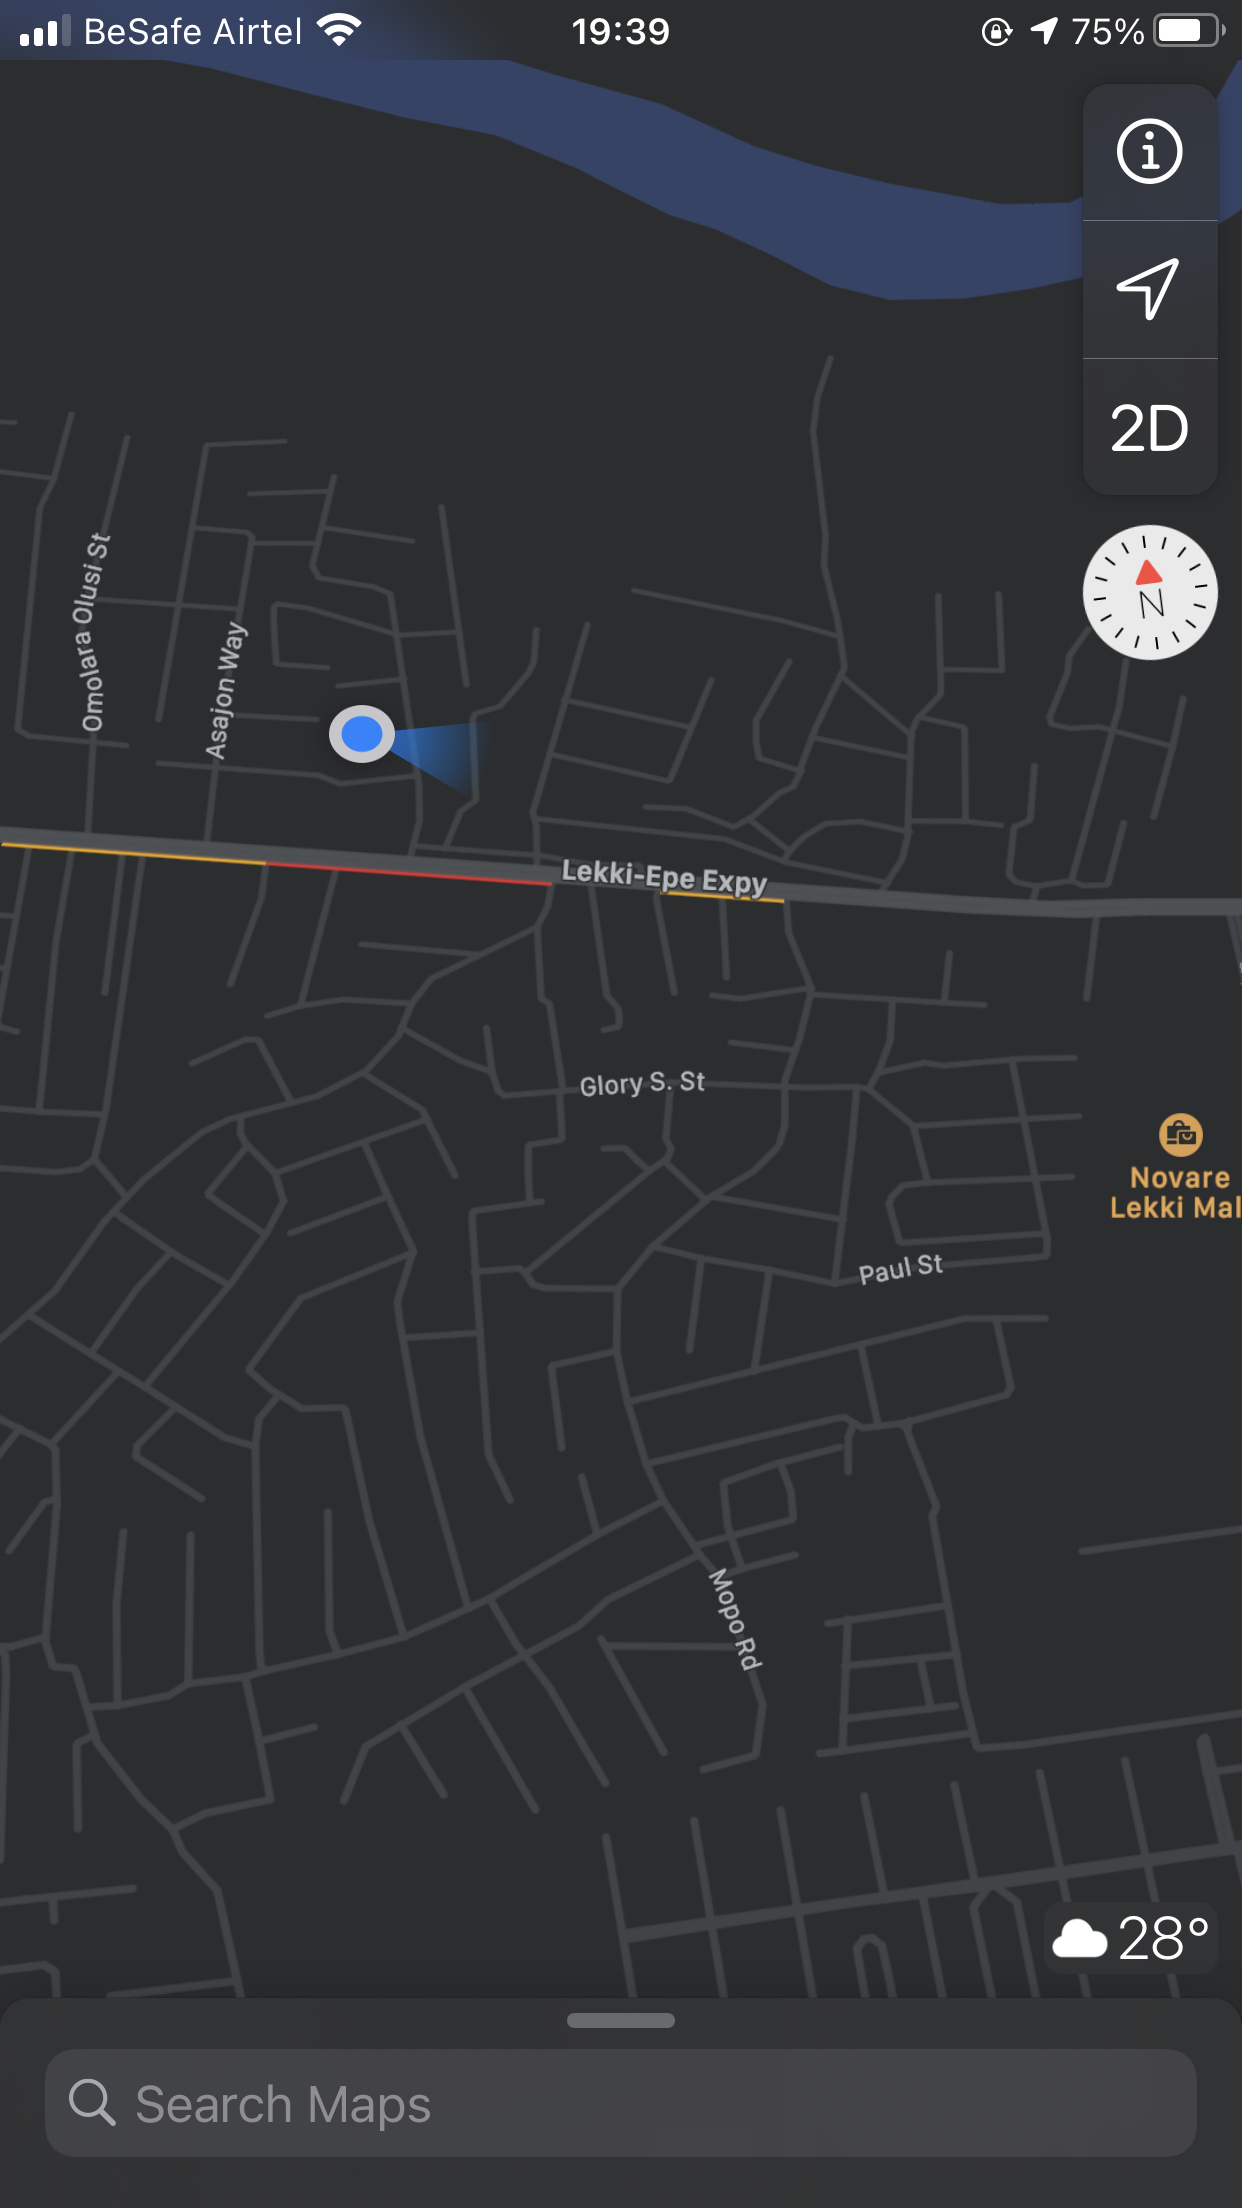 BeSafe Airtel
19:39
75%
2D
N
Omolara Olusi St
Asajon Way
Lekki-Epe Expy
Glory S. St
Novare
Lekki Mal
Paul St
Mopo Rd
28°
Search Maps